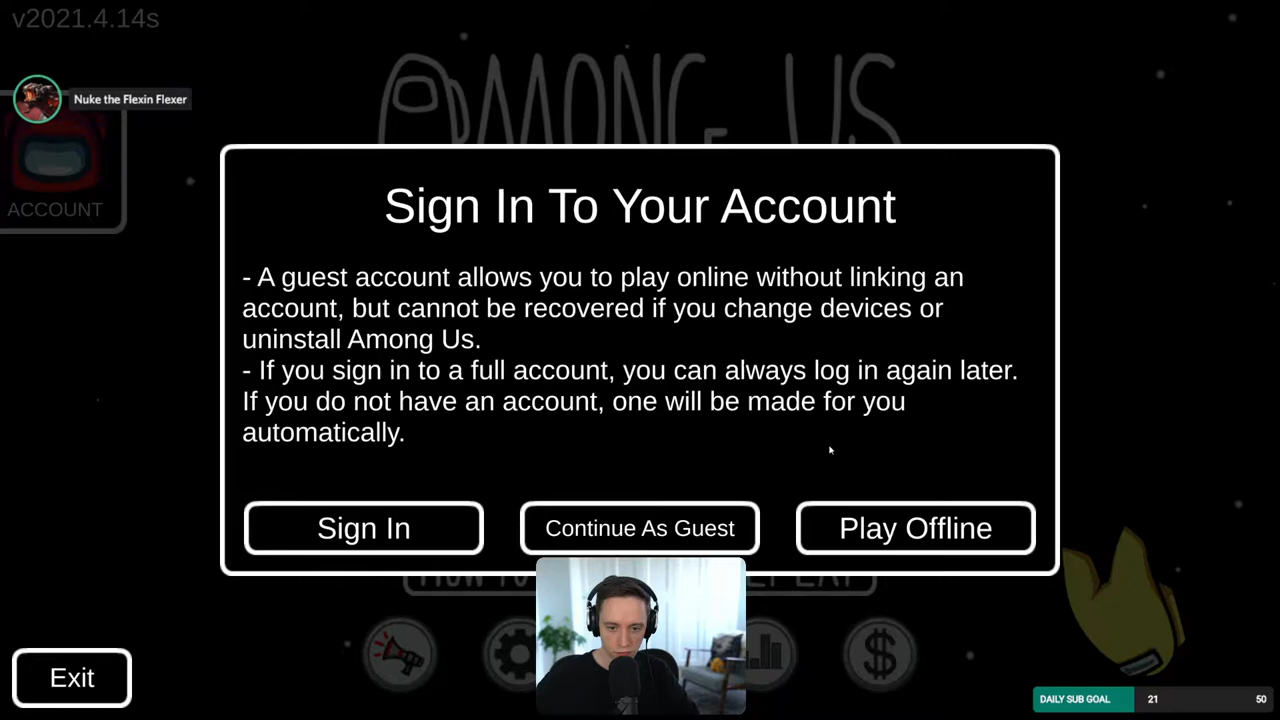 v2021.4.14s
AMONG US
Nuke the Flexin Flexer
ACCOUNT
Sign In To Your Account
- A guest account allows you to play online without linking an
account, but cannot be recovered if you change devices or
uninstall Among Us.
- If you sign in to a full account, you can always log in again later.
If you do not have an account, one will be made for you
automatically.
Sign In
Continue As Guest
Play Offline
HOW TO
Exit
$
DAILY SUB GOAL 21 50